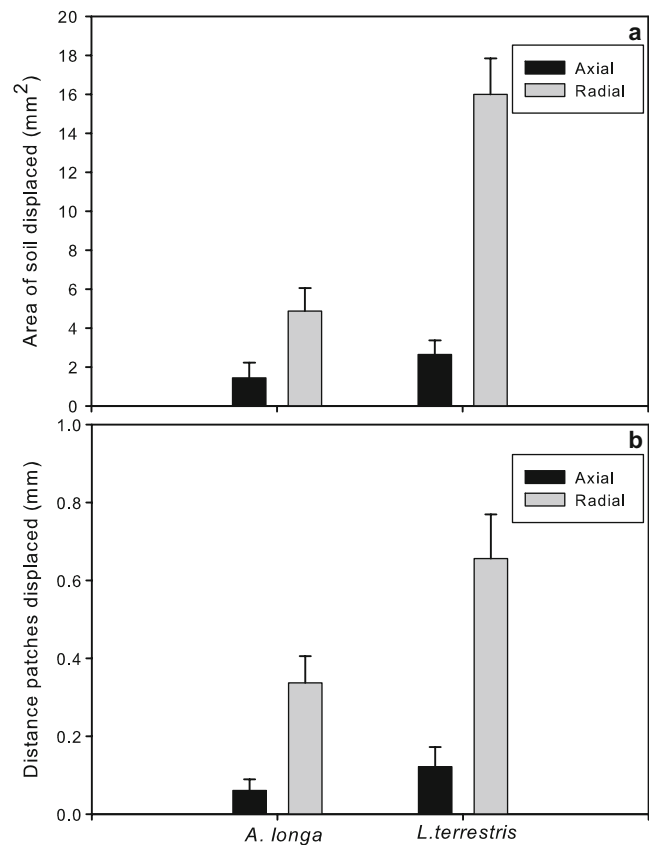 a
Area of soil displaced (mm²)
20
18
16
14
12
10
8
6
4
2
0
Axial
Radial
b
Distance patches displaced (mm)
1.0
0.8
0.6
0.4
0.2
0.0
Axial
Radial
A. longa
L.terrestris